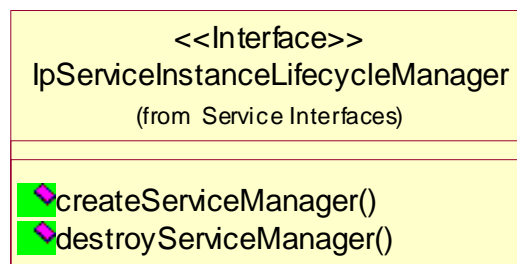 <<Interface>>
IpServiceInstanceLifecycleManager
(from Service Interfaces)
createServiceManager()
destroyServiceManager()